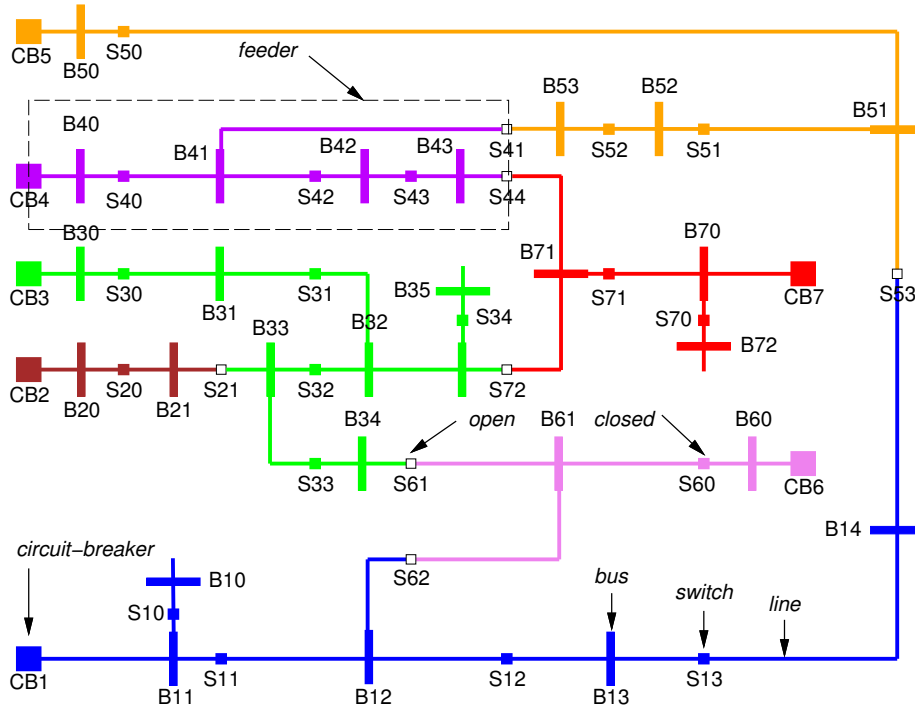 CB5
B50
S50
feeder
B53
B52
B51
B40
B41
B42
B43
S41
S52
S51
CB4
S40
S42
S43
S44
B30
B71
B70
CB3
S30
B31
S31
B35
S34
S71
CB7
S53
B33
B32
S70
B72
CB2
B20
S20
B21
S21
S32
S72
B34
open
B61
closed
B60
S33
S61
S60
CB6
B14
circuit−breaker
B10
S62
bus
switch
line
S10
CB1
B11
S11
B12
S12
B13
S13